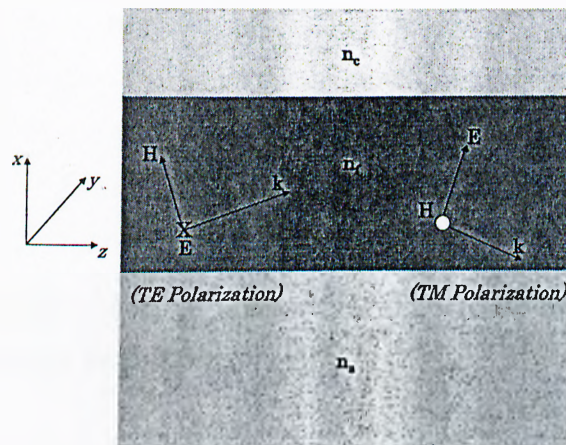 n_c
x
y
z
H
k
X
E
n_f
E
H
k
(TE Polarization)
(TM Polarization)
n_s